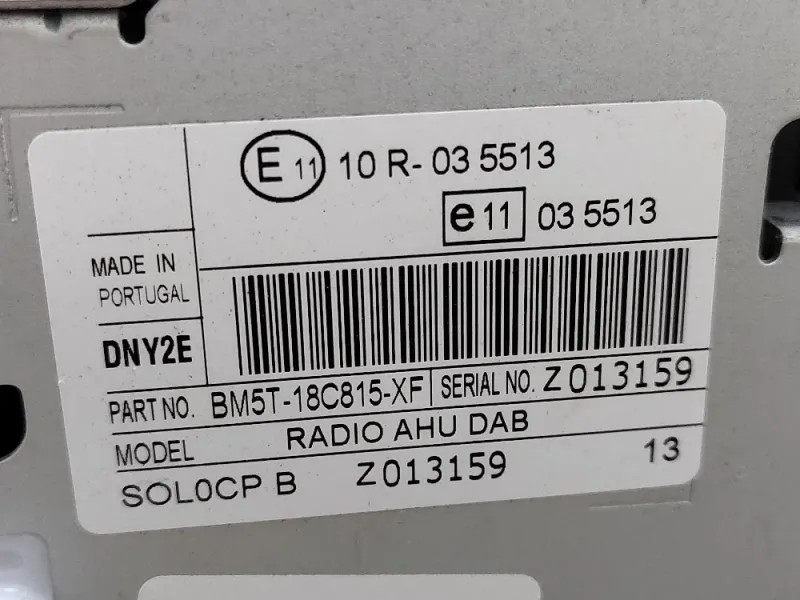 E 11 10 R- 03 5513
e 11 03 5513
MADE IN
PORTUGAL
DNY2E
PART NO. BM5T-18C815-XF SERIAL NO. Z013159
MODEL RADIO AHU DAB
SOL0CP B Z013159 13